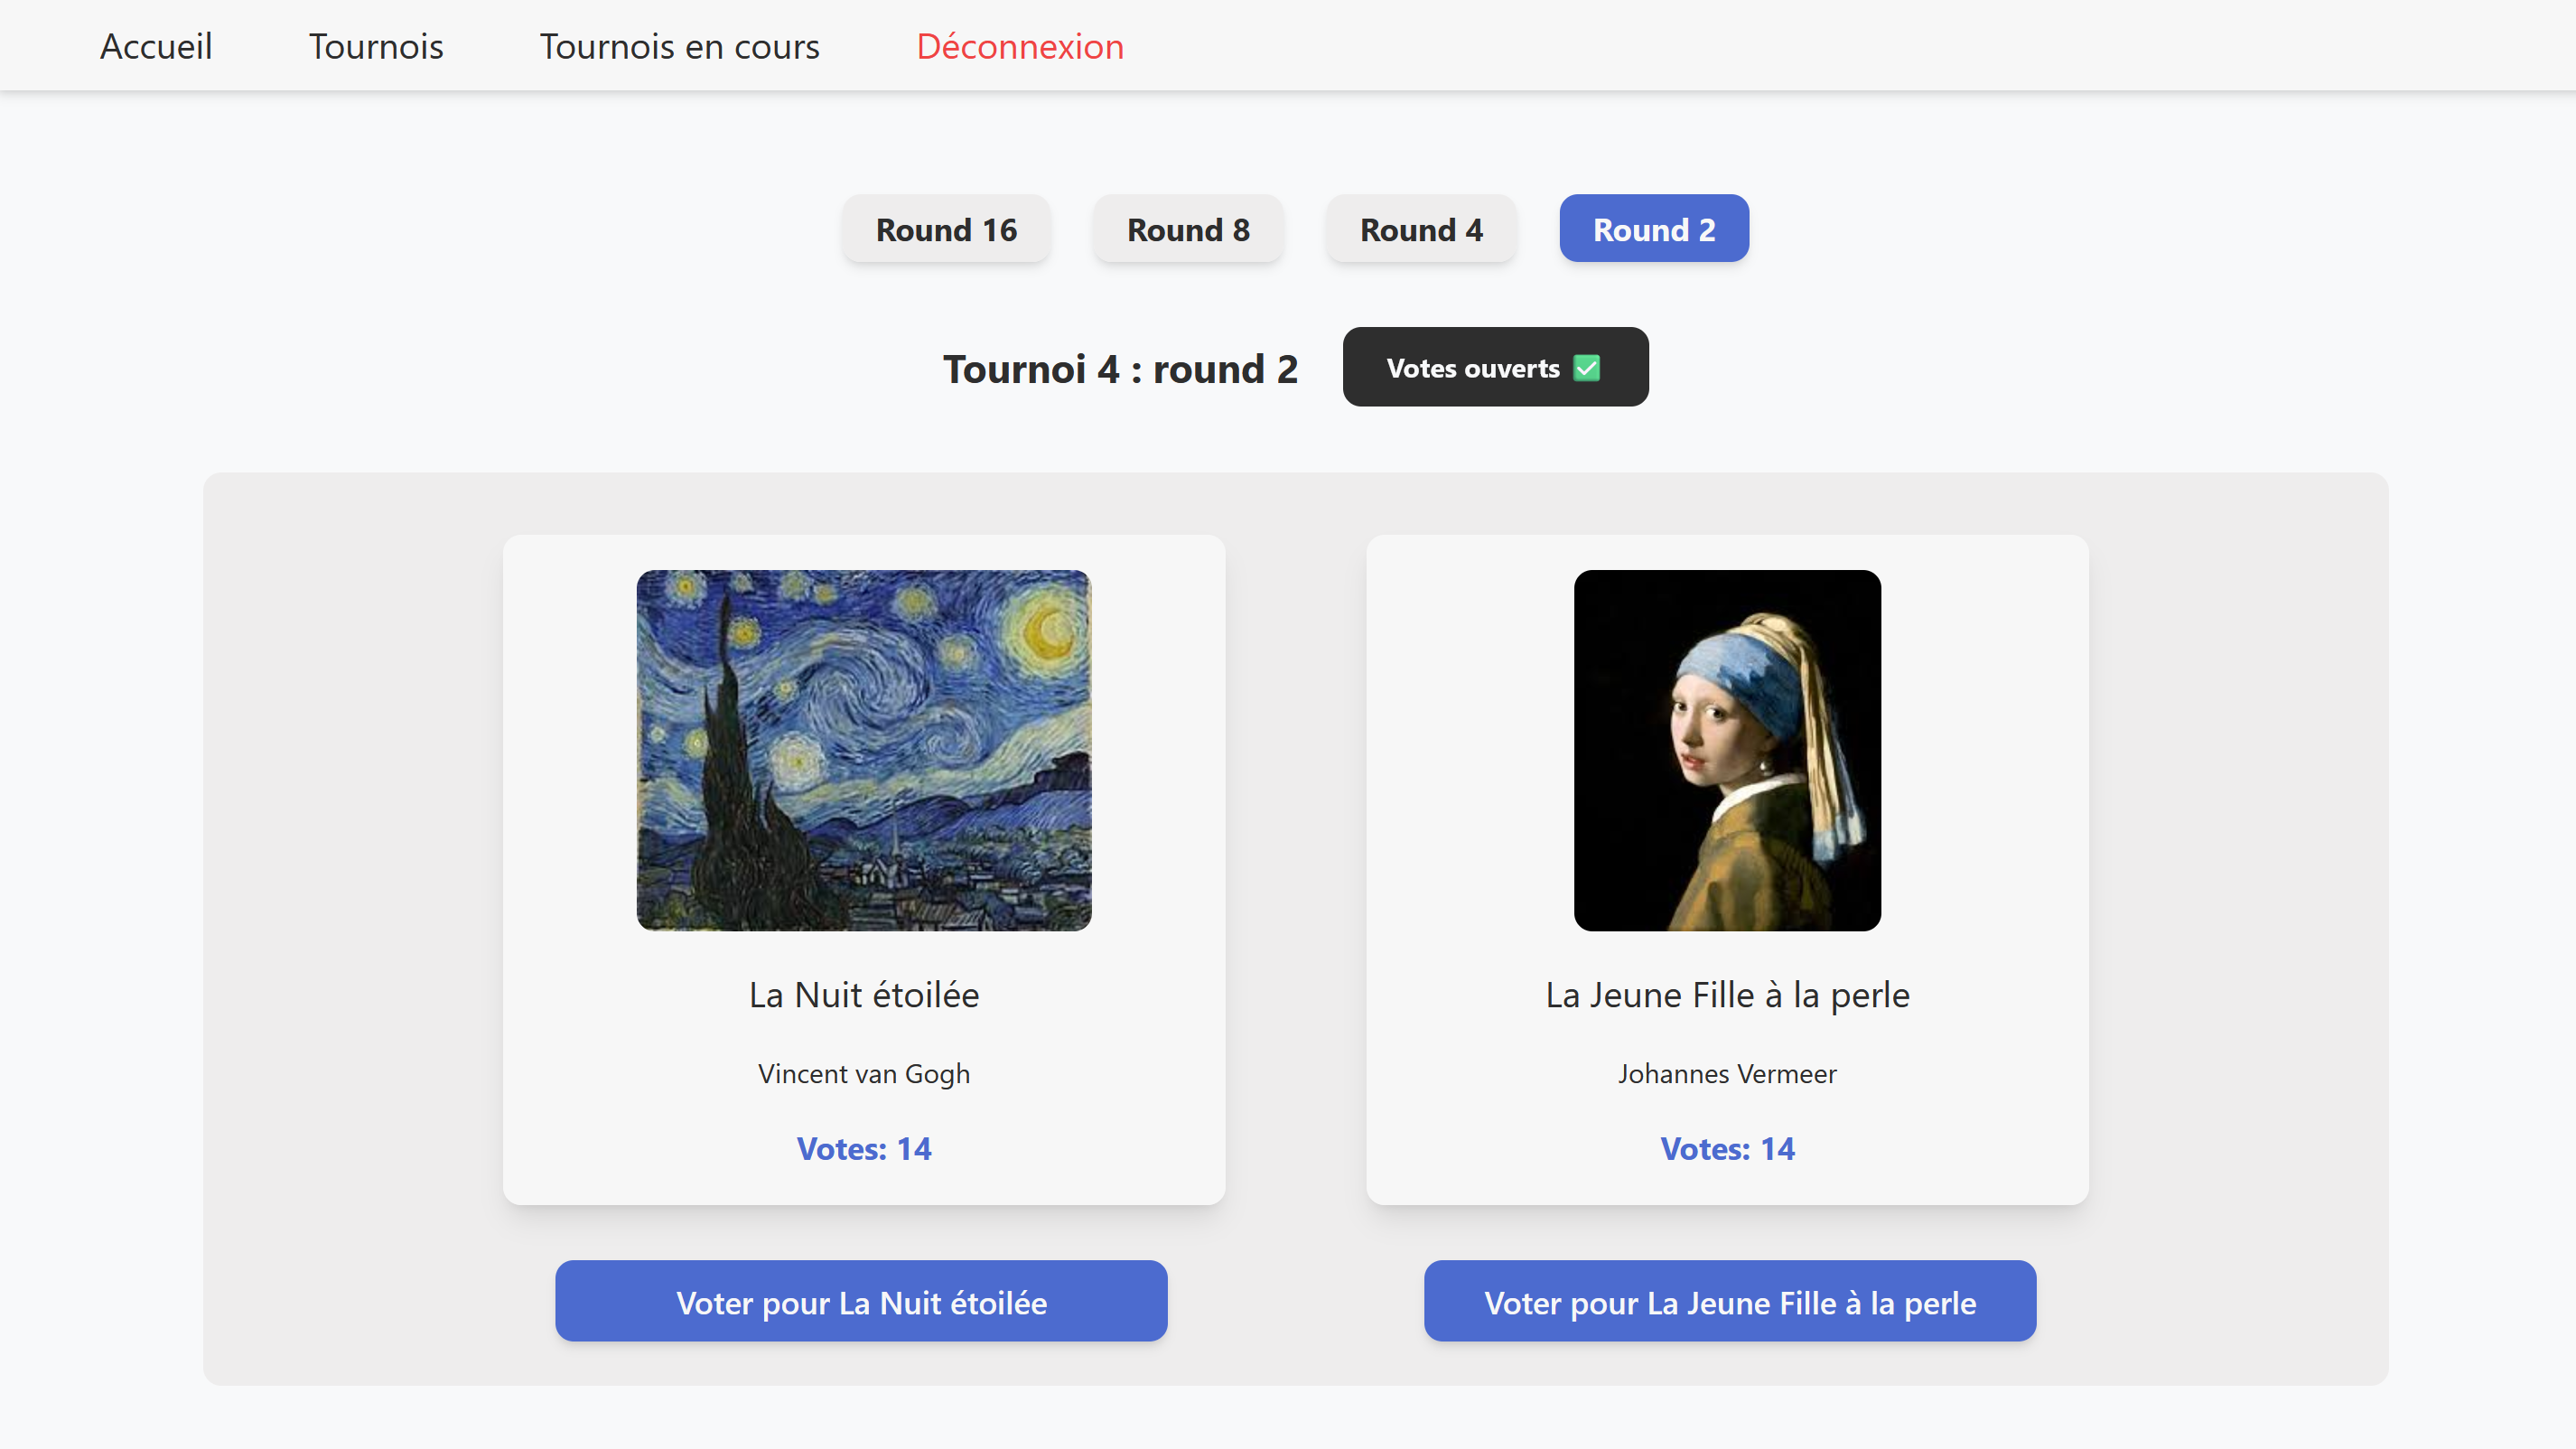 Accueil Tournois Tournois en cours Déconnexion
Round 16 Round 8 Round 4 Round 2
Tournoi 4 : round 2 Votes ouverts ✅
La Nuit étoilée
Vincent van Gogh
Votes: 14
Voter pour La Nuit étoilée
La Jeune Fille à la perle
Johannes Vermeer
Votes: 14
Voter pour La Jeune Fille à la perle